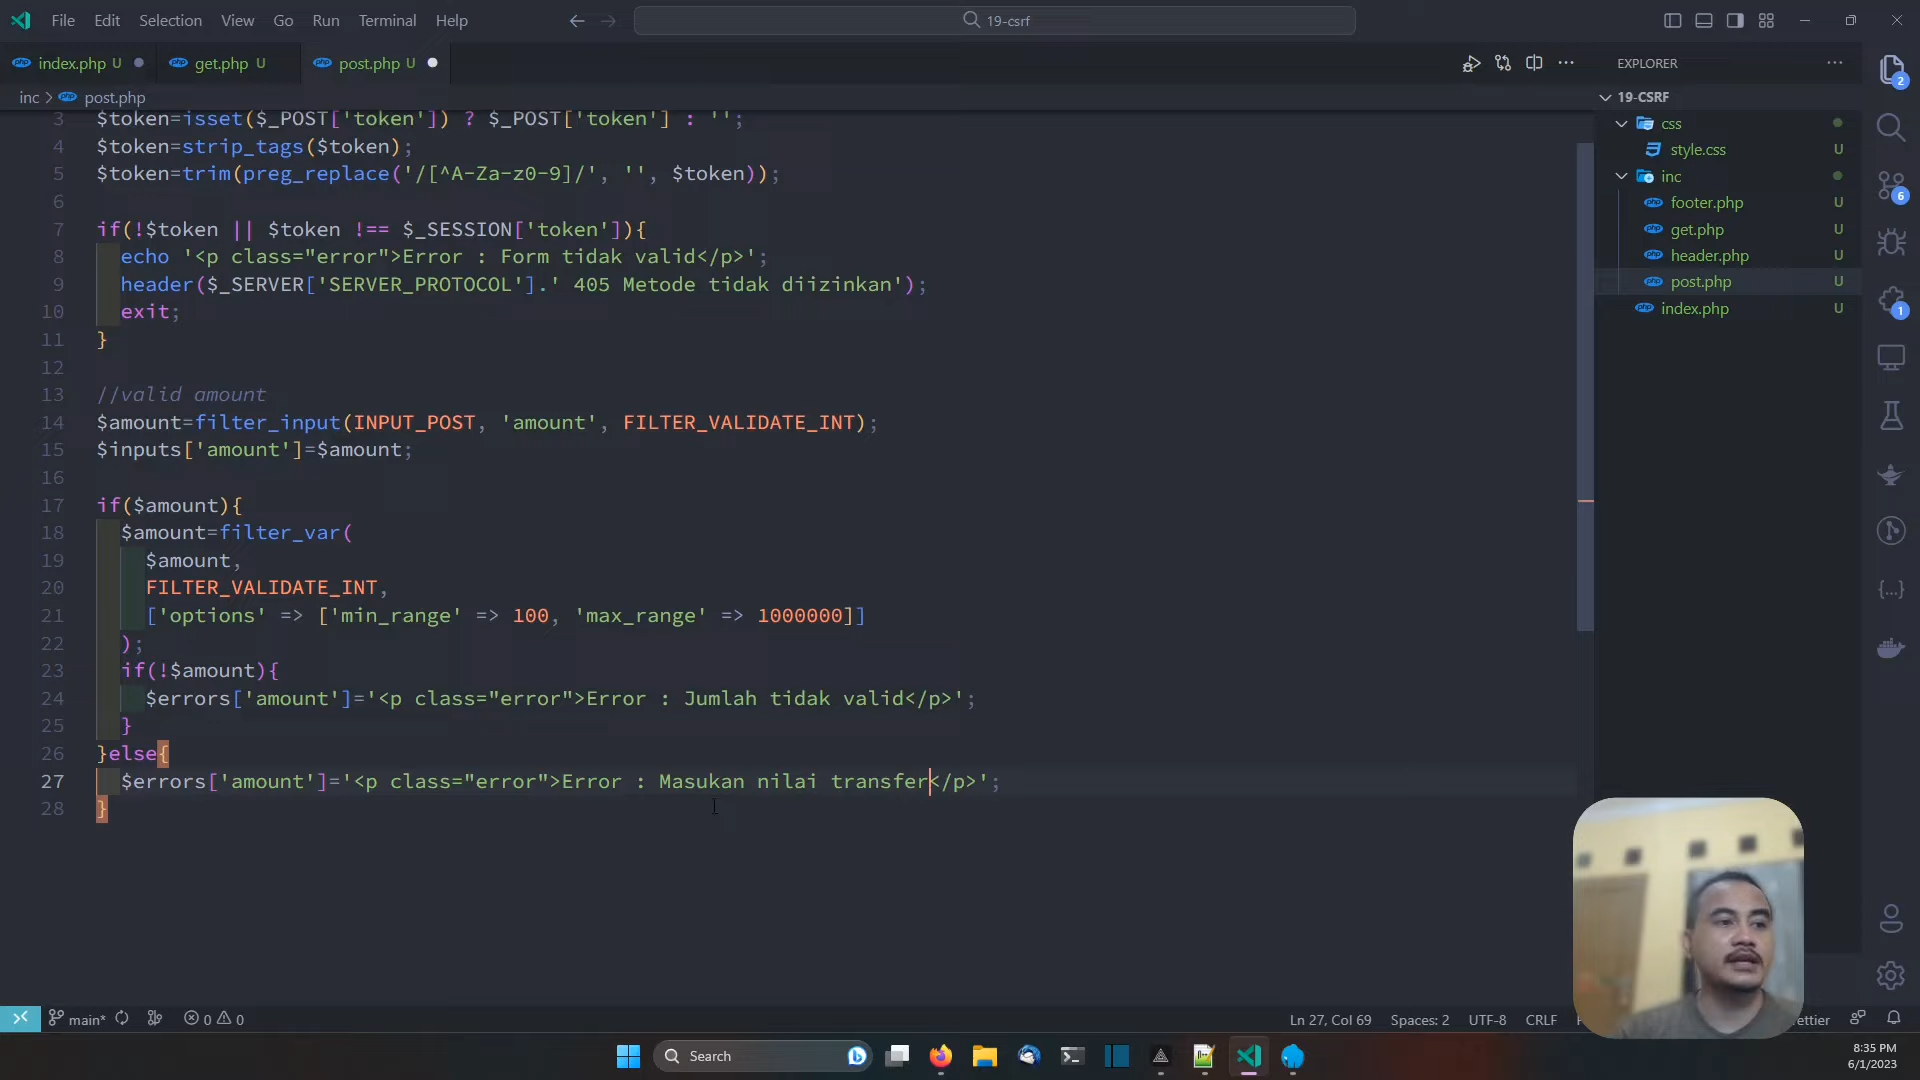 File Edit Selection View Go Run Terminal Help
19-csrf
index.php U
get.php U
post.php U
inc > post.php
3 $token=isset($_POST['token']) ? $_POST['token'] : '';
4 $token=strip_tags($token);
5 $token=trim(preg_replace('/[^A-Za-z0-9]/', '', $token));
6
7 if(!$token || $token !== $_SESSION['token']){
8 echo '<p class="error">Error : Form tidak valid</p>';
9 header($_SERVER['SERVER_PROTOCOL'].' 405 Metode tidak diizinkan');
10 exit;
11 }
12
13 //valid amount
14 $amount=filter_input(INPUT_POST, 'amount', FILTER_VALIDATE_INT);
15 $inputs['amount']=$amount;
16
17 if($amount){
18 $amount=filter_var(
19 $amount,
20 FILTER_VALIDATE_INT,
21 ['options' => ['min_range' => 100, 'max_range' => 1000000]]
22 );
23 if(!$amount){
24 $errors['amount']='<p class="error">Error : Jumlah tidak valid</p>';
25 }
26 }else{
27 $errors['amount']='<p class="error">Error : Masukan nilai transfer</p>';
28 }
EXPLORER
19-CSRF
css
style.css U
inc
footer.php U
get.php U
header.php U
post.php U
index.php U
2
6
1
main*
0 0
Ln 27, Col 69
Spaces: 2
UTF-8
CRLF
Search
8:35 PM
6/1/2023